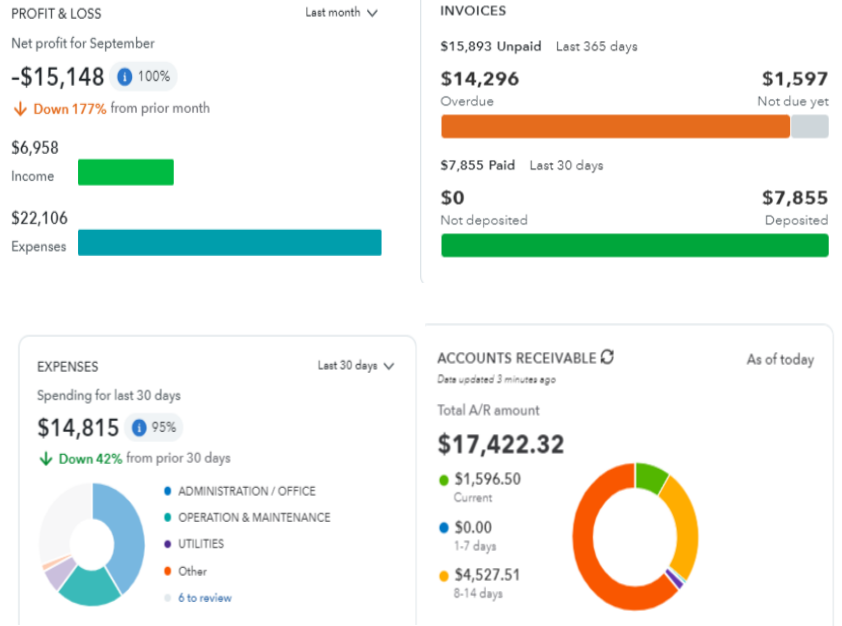 PROFIT & LOSS
Last month
Net profit for September
-$15,148
100%
Down 177% from prior month
$6,958
Income
$22,106
Expenses
INVOICES
$15,893 Unpaid Last 365 days
$14,296
$1,597
Overdue
Not due yet
$7,855 Paid Last 30 days
$0
$7,855
Not deposited
Deposited
EXPENSES
Last 30 days
Spending for last 30 days
$14,815
95%
Down 42% from prior 30 days
ADMINISTRATION / OFFICE
OPERATION & MAINTENANCE
UTILITIES
Other
6 to review
ACCOUNTS RECEIVABLE
As of today
Data updated 3 minutes ago
Total A/R amount
$17,422.32
$1,596.50
Current
$0.00
1-7 days
$4,527.51
8-14 days